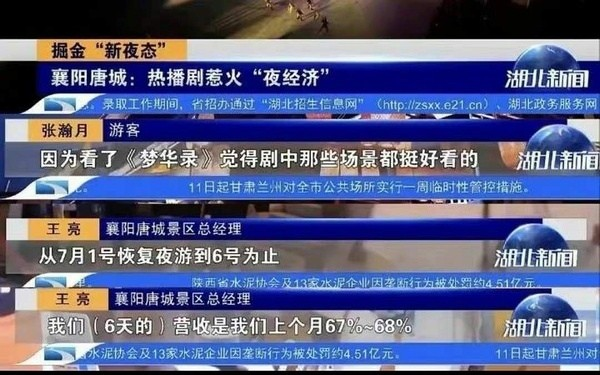 掘金“新夜态”
襄阳唐城：热播剧惹火“夜经济”
湖北新闻
息。录取工作期间，省招办通过“湖北招生信息网”（http://zsxx.e21.cn）、湖北政务服务网
张瀚月 游客
因为看了《梦华录》觉得剧中那些场景都挺好看的
湖北新闻
11日起甘肃兰州对全市公共场所实行一周临时性管控措施。
王亮 襄阳唐城景区总经理
从7月1号恢复夜游到6号为止
湖北新闻
陕西省水泥协会及13家水泥企业因垄断行为被处罚约4.51亿元。
王亮 襄阳唐城景区总经理
我们（6天的）营收是我们上个月67%~68%
湖北新闻
省水泥协会及13家水泥企业因垄断行为被处罚约4.51亿元。 11日起甘肃兰州对